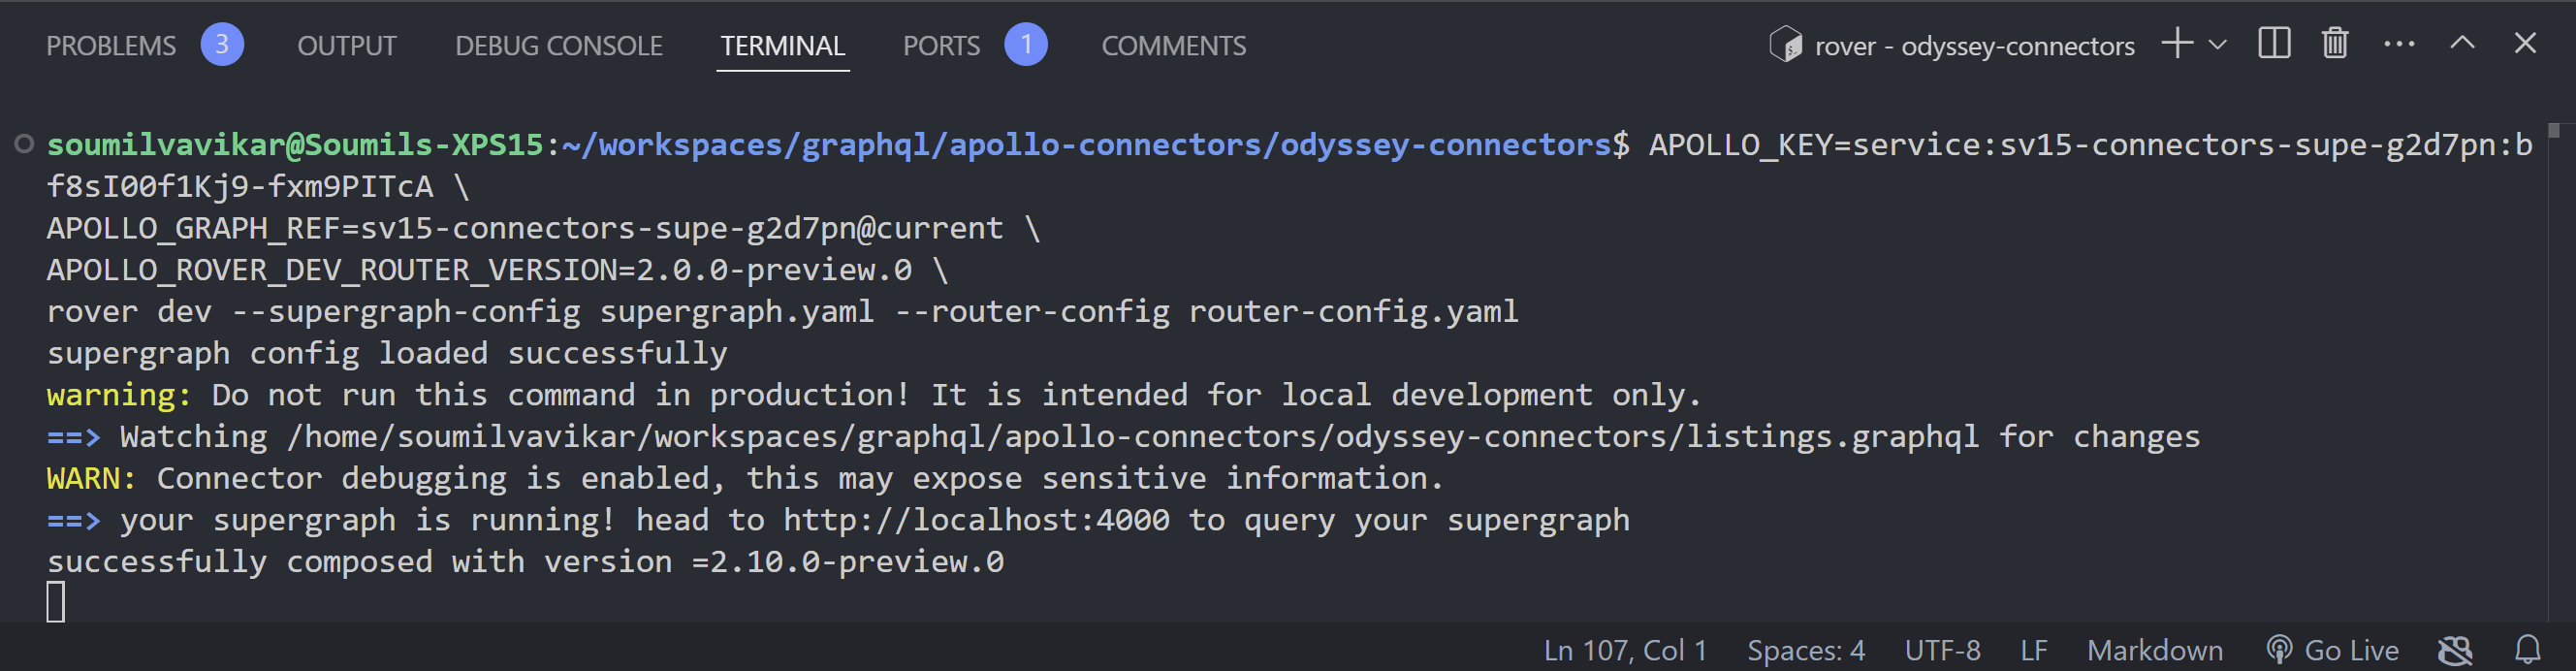 PROBLEMS 3 OUTPUT DEBUG CONSOLE TERMINAL PORTS 1 COMMENTS rover - odyssey-connectors
soumilvavikar@Soumils-XPS15:~/workspaces/graphql/apollo-connectors/odyssey-connectors$ APOLLO_KEY=service:sv15-connectors-supe-g2d7pn:b
f8sI00f1Kj9-fxm9PITcA \
APOLLO_GRAPH_REF=sv15-connectors-supe-g2d7pn@current \
APOLLO_ROVER_DEV_ROUTER_VERSION=2.0.0-preview.0 \
rover dev --supergraph-config supergraph.yaml --router-config router-config.yaml
supergraph config loaded successfully
warning: Do not run this command in production! It is intended for local development only.
==> Watching /home/soumilvavikar/workspaces/graphql/apollo-connectors/odyssey-connectors/listings.graphql for changes
WARN: Connector debugging is enabled, this may expose sensitive information.
==> your supergraph is running! head to http://localhost:4000 to query your supergraph
successfully composed with version =2.10.0-preview.0
Ln 107, Col 1 Spaces: 4 UTF-8 LF Markdown Go Live